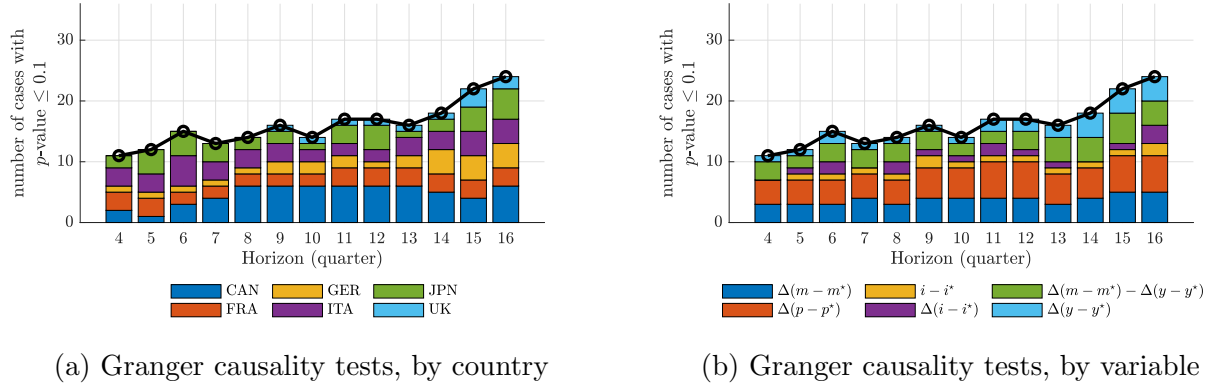 number of cases with
p-value ≤ 0.1
30
20
10
0
4 5 6 7 8 9 10 11 12 13 14 15 16
Horizon (quarter)
CAN GER JPN
FRA ITA UK
(a) Granger causality tests, by country
number of cases with
p-value ≤ 0.1
30
20
10
0
4 5 6 7 8 9 10 11 12 13 14 15 16
Horizon (quarter)
Δ(m − m⋆) i − i⋆ Δ(m − m⋆) − Δ(y − y⋆)
Δ(p − p⋆) Δ(i − i⋆) Δ(y − y⋆)
(b) Granger causality tests, by variable